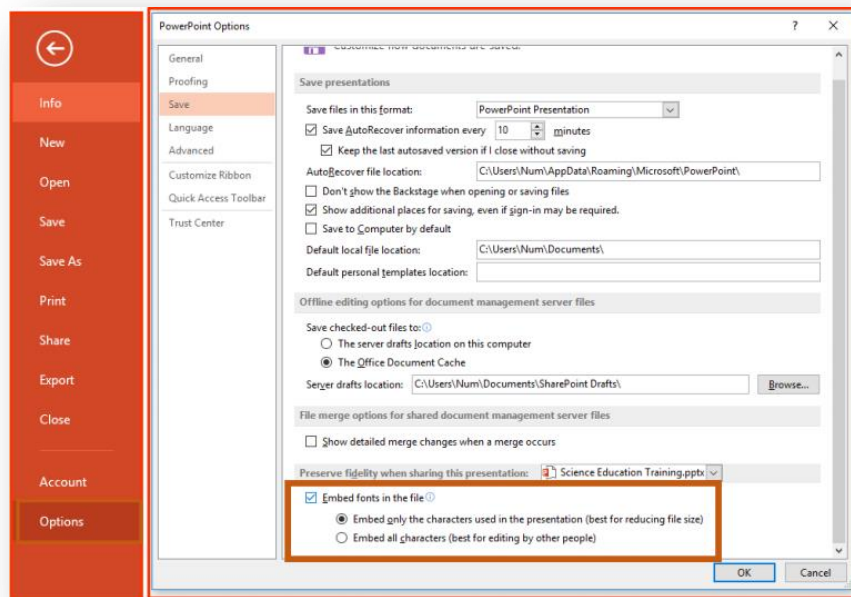 Info
New
Open
Save
Save As
Print
Share
Export
Close
Account
Options
PowerPoint Options
?
General
Proofing
Save
Language
Advanced
Customize Ribbon
Quick Access Toolbar
Trust Center
Customize how documents are saved.
Save presentations
Save files in this format: PowerPoint Presentation
Save AutoRecover information every 10 minutes
Keep the last autosaved version if I close without saving
AutoRecover file location: C:\Users\Num\AppData\Roaming\Microsoft\PowerPoint\
Don't show the Backstage when opening or saving files
Show additional places for saving, even if sign-in may be required.
Save to Computer by default
Default local file location: C:\Users\Num\Documents\
Default personal templates location:
Offline editing options for document management server files
Save checked-out files to:
The server drafts location on this computer
The Office Document Cache
Server drafts location: C:\Users\Num\Documents\SharePoint Drafts\ Browse...
File merge options for shared document management server files
Show detailed merge changes when a merge occurs
Preserve fidelity when sharing this presentation: Science Education Training.pptx
Embed fonts in the file
Embed only the characters used in the presentation (best for reducing file size)
Embed all characters (best for editing by other people)
OK Cancel